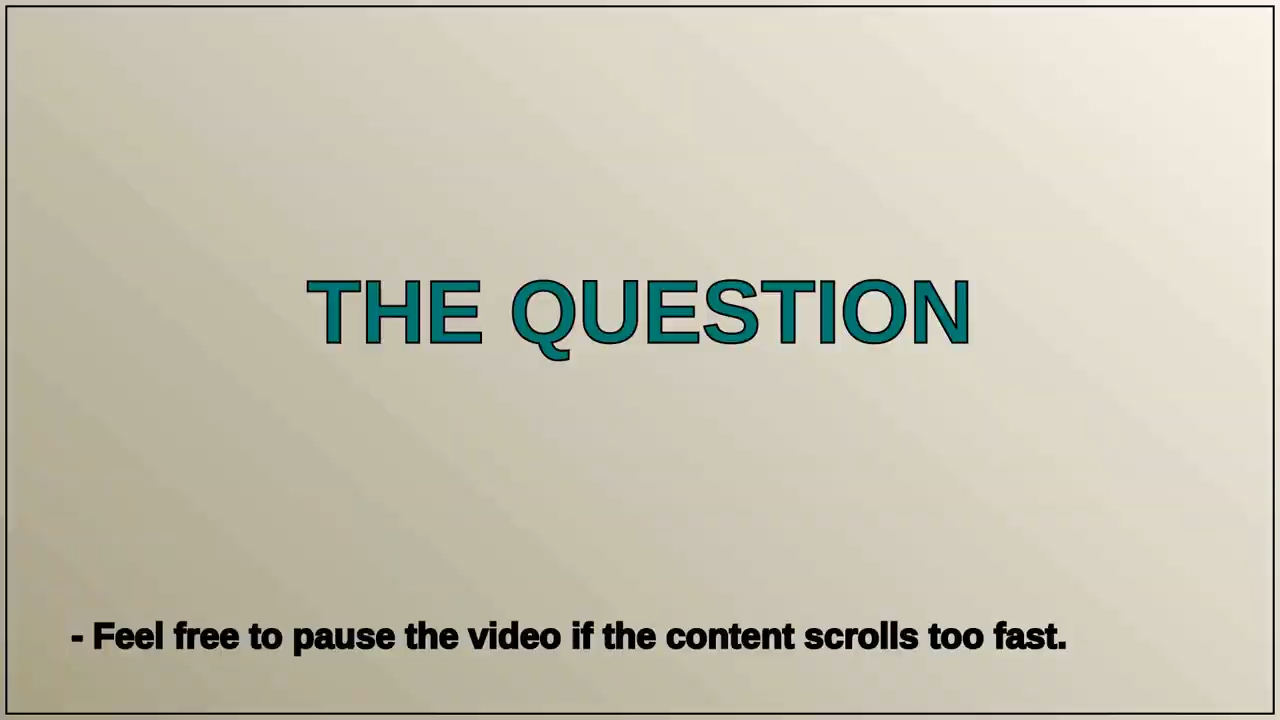 THE QUESTION
- Feel free to pause the video if the content scrolls too fast.